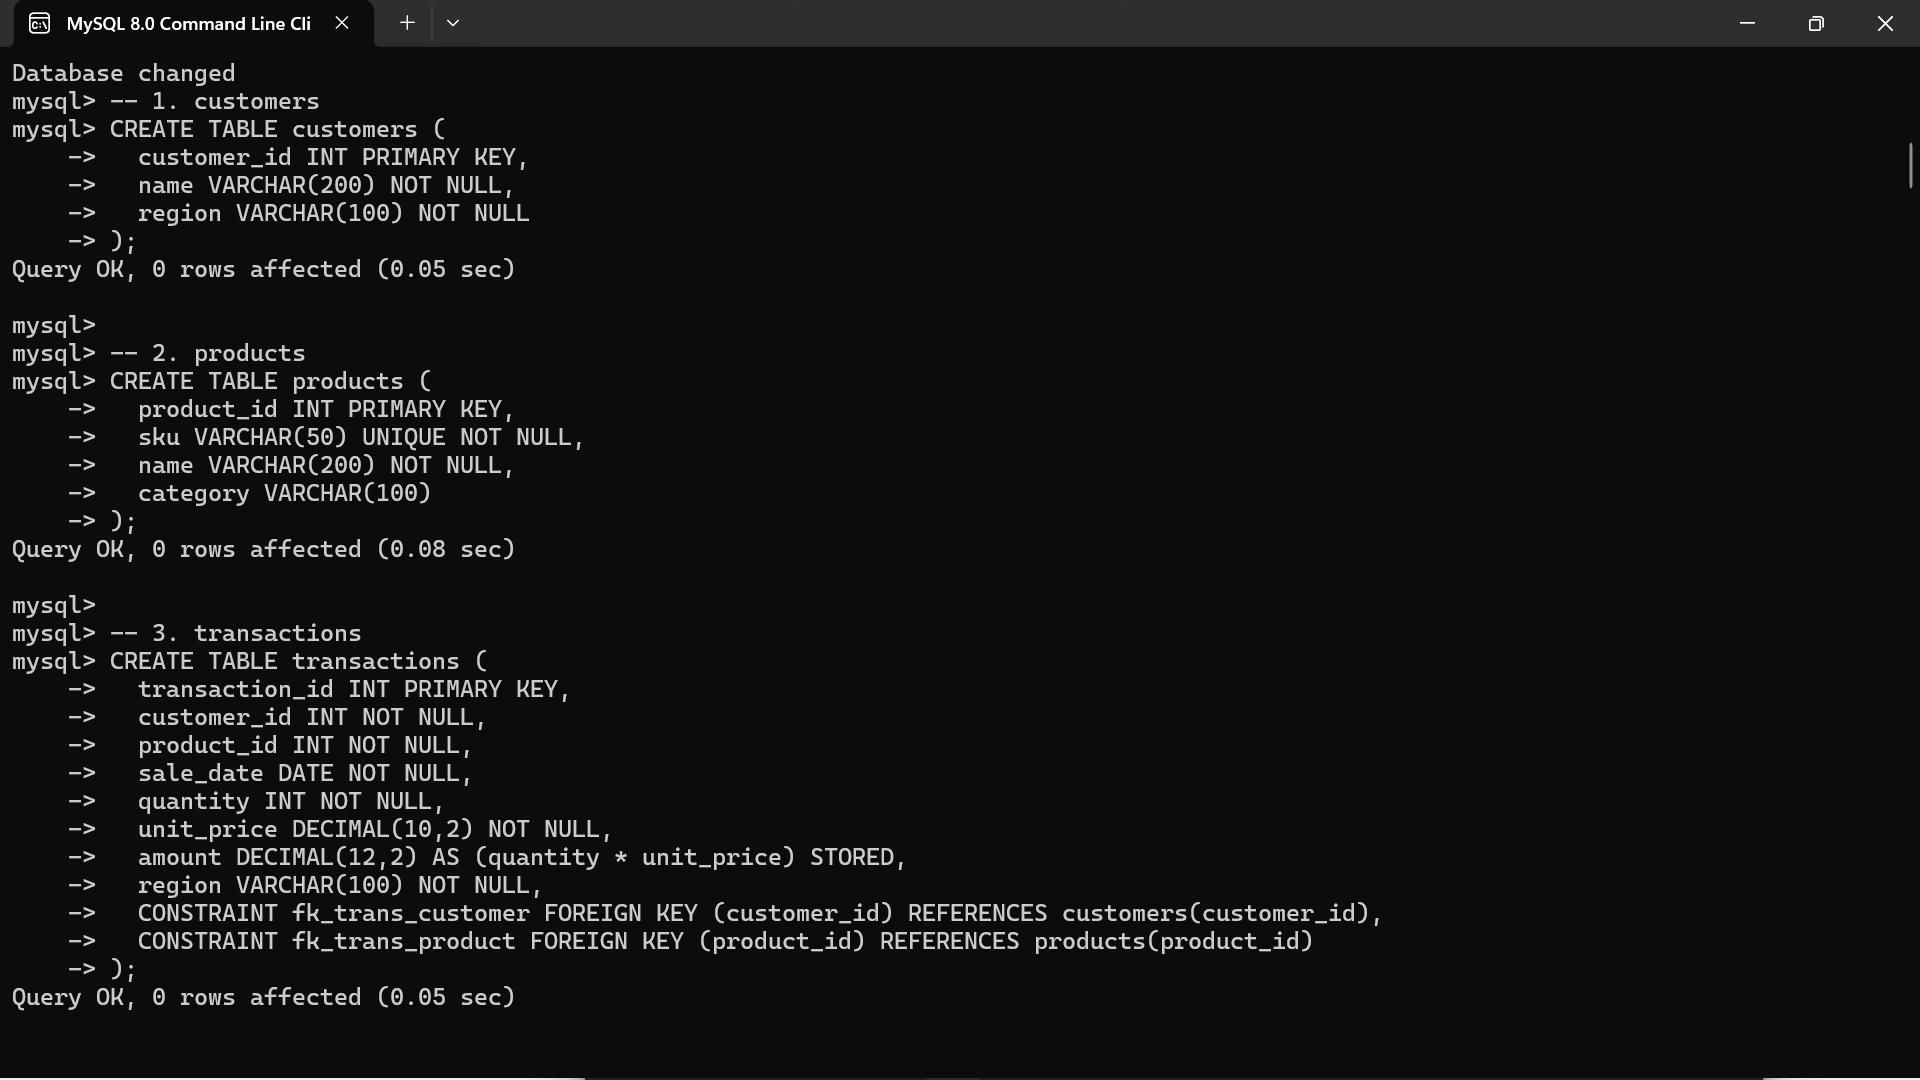 MySQL 8.0 Command Line Cli
Database changed
mysql> -- 1. customers
mysql> CREATE TABLE customers (
    ->   customer_id INT PRIMARY KEY,
    ->   name VARCHAR(200) NOT NULL,
    ->   region VARCHAR(100) NOT NULL
    -> );
Query OK, 0 rows affected (0.05 sec)

mysql>
mysql> -- 2. products
mysql> CREATE TABLE products (
    ->   product_id INT PRIMARY KEY,
    ->   sku VARCHAR(50) UNIQUE NOT NULL,
    ->   name VARCHAR(200) NOT NULL,
    ->   category VARCHAR(100)
    -> );
Query OK, 0 rows affected (0.08 sec)

mysql>
mysql> -- 3. transactions
mysql> CREATE TABLE transactions (
    ->   transaction_id INT PRIMARY KEY,
    ->   customer_id INT NOT NULL,
    ->   product_id INT NOT NULL,
    ->   sale_date DATE NOT NULL,
    ->   quantity INT NOT NULL,
    ->   unit_price DECIMAL(10,2) NOT NULL,
    ->   amount DECIMAL(12,2) AS (quantity * unit_price) STORED,
    ->   region VARCHAR(100) NOT NULL,
    ->   CONSTRAINT fk_trans_customer FOREIGN KEY (customer_id) REFERENCES customers(customer_id),
    ->   CONSTRAINT fk_trans_product FOREIGN KEY (product_id) REFERENCES products(product_id)
    -> );
Query OK, 0 rows affected (0.05 sec)